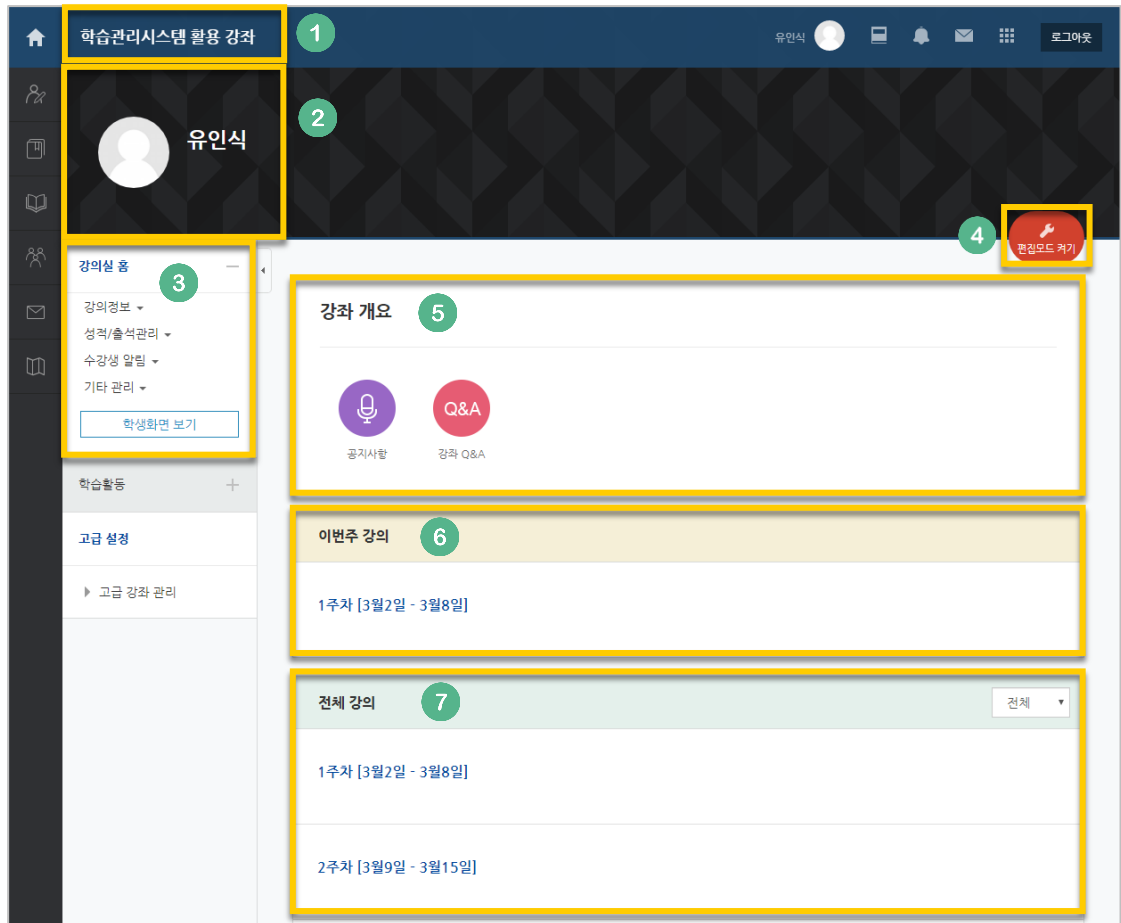 학습관리시스템 활용 강좌
1
유인식
로그아웃
유인식
2
4
편집모드 켜기
강의실 홈
3
강의정보
성적/출석관리
수강생 알림
기타 관리
학생화면 보기
학습활동
고급 설정
고급 강좌 관리
강좌 개요
5
Q&A
공지사항
강좌 Q&A
이번주 강의
6
1주차 [3월2일 - 3월8일]
전체 강의
7
전체
1주차 [3월2일 - 3월8일]
2주차 [3월9일 - 3월15일]